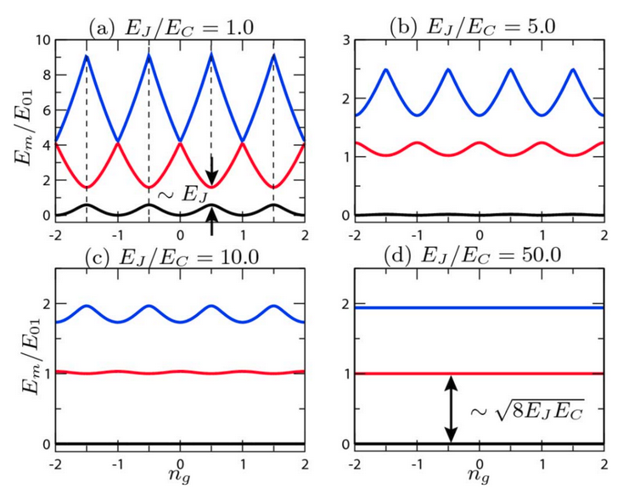 (a) E_J/E_C = 1.0
(b) E_J/E_C = 5.0
E_m/E_01
10
8
6
4
2
0
~ E_J
-2 -1 0 1 2
3
2
1
0
-2 -1 0 1 2
(c) E_J/E_C = 10.0
(d) E_J/E_C = 50.0
E_m/E_01
2
1
0
-2 -1 0 1 2
n_g
2
1
0
~ √8E_JE_C
-2 -1 0 1 2
n_g